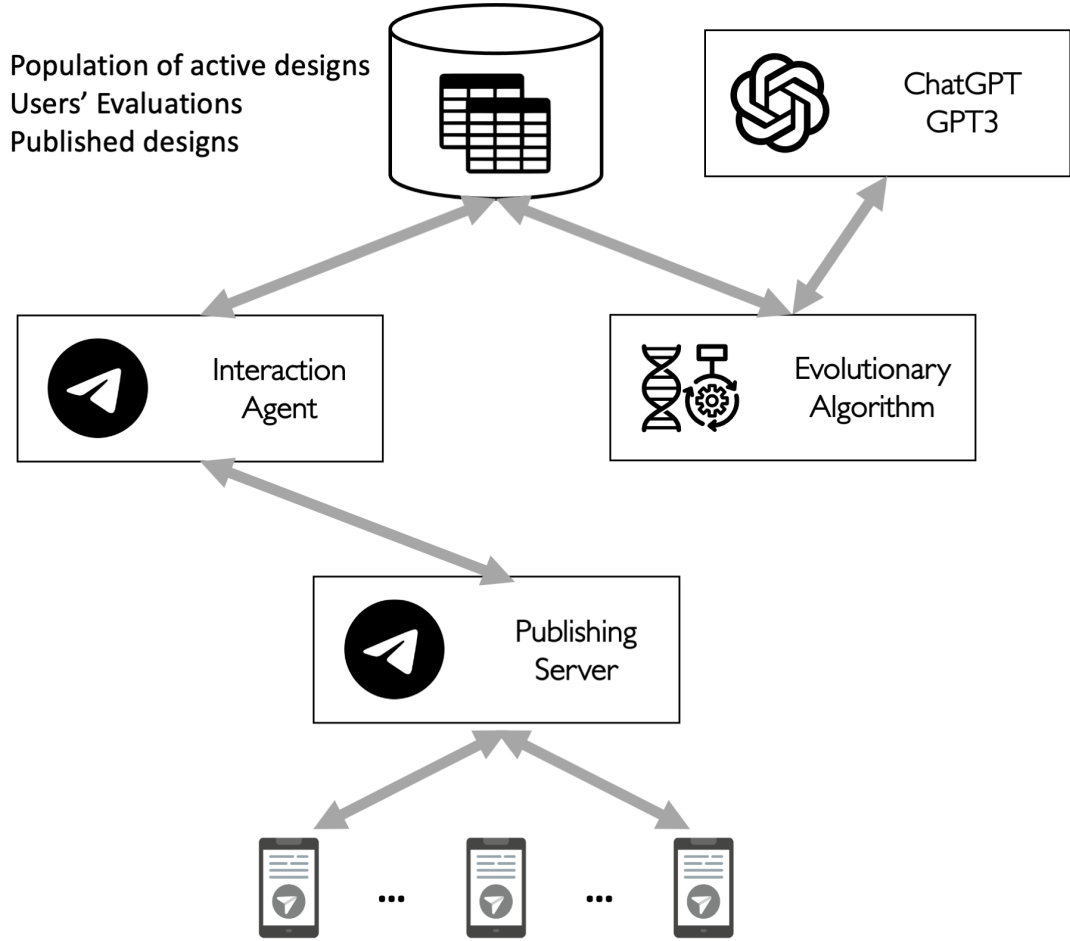 Population of active designs
Users’ Evaluations
Published designs
ChatGPT
GPT3
Interaction
Agent
Evolutionary
Algorithm
Publishing
Server
...
...